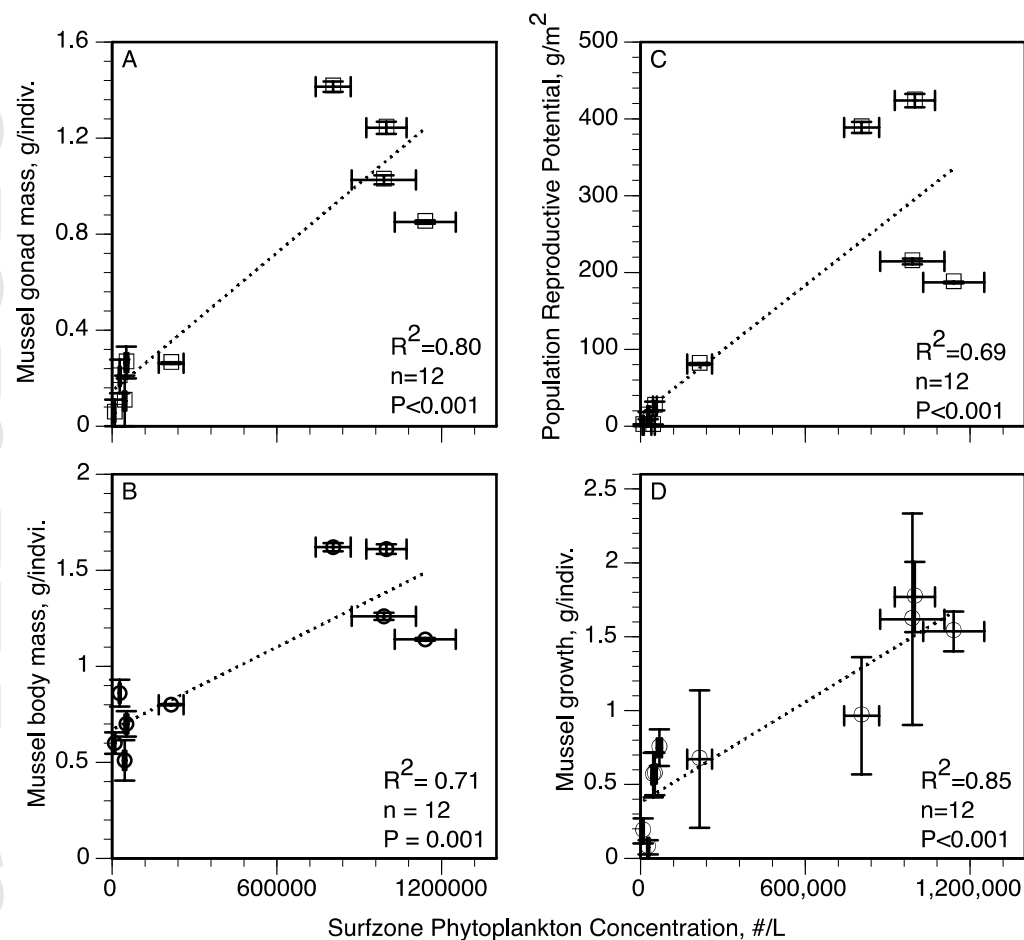 A
Mussel gonad mass, g/indiv.
1.6
1.2
0.8
0.4
0
R2=0.80
n=12
P<0.001
C
Population Reproductive Potential, g/m2
500
400
300
200
100
0
R2=0.69
n=12
P<0.001
B
Mussel body mass, g/indvi.
2
1.5
1
0.5
0
R2= 0.71
n = 12
P = 0.001
0
6000000
1200000
D
Mussel growth, g/indiv.
2.5
2
1.5
1
0.5
0
R2=0.85
n=12
P<0.001
0
600,000
1,200,000
Surfzone Phytoplankton Concentration, #/L